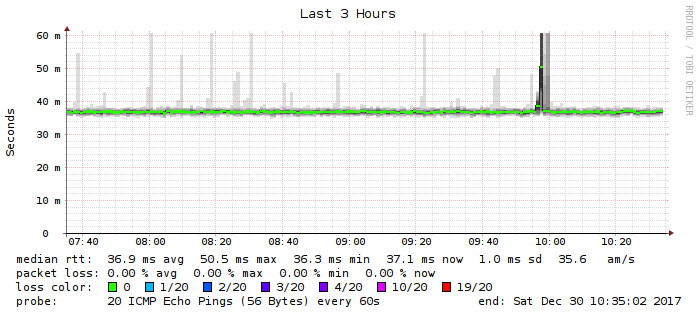 Last 3 Hours
RRDTOOL / TOBI OETIKER
Seconds
60 m
50 m
40 m
30 m
20 m
10 m
0
07:40 08:00 08:20 08:40 09:00 09:20 09:40 10:00 10:20
median rtt: 36.9 ms avg 50.5 ms max 36.3 ms min 37.1 ms now 1.0 ms sd 35.6 am/s
packet loss: 0.00 % avg 0.00 % max 0.00 % min 0.00 % now
loss color: 0 1/20 2/20 3/20 4/20 10/20 19/20
probe: 20 ICMP Echo Pings (56 Bytes) every 60s end: Sat Dec 30 10:35:02 2017